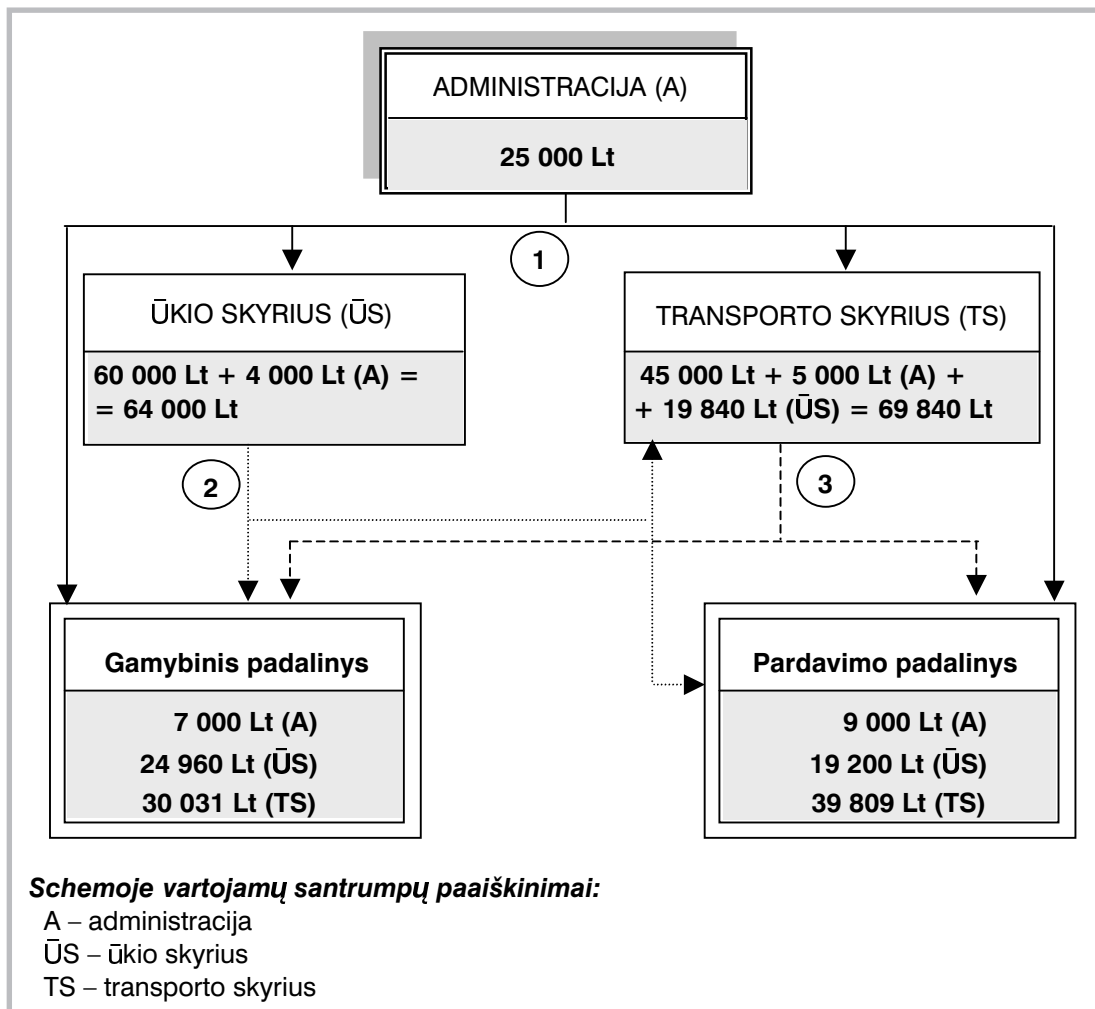 ADMINISTRACIJA (A)
25 000 Lt
1
ŪKIO SKYRIUS (ŪS)
60 000 Lt + 4 000 Lt (A) =
= 64 000 Lt
TRANSPORTO SKYRIUS (TS)
45 000 Lt + 5 000 Lt (A) +
+ 19 840 Lt (ŪS) = 69 840 Lt
2
3
Gamybinis padalinys
7 000 Lt (A)
24 960 Lt (ŪS)
30 031 Lt (TS)
Pardavimo padalinys
9 000 Lt (A)
19 200 Lt (ŪS)
39 809 Lt (TS)
Schemoje vartojamų santrumpų paaiškinimai:
A – administracija
ŪS – ūkio skyrius
TS – transporto skyrius